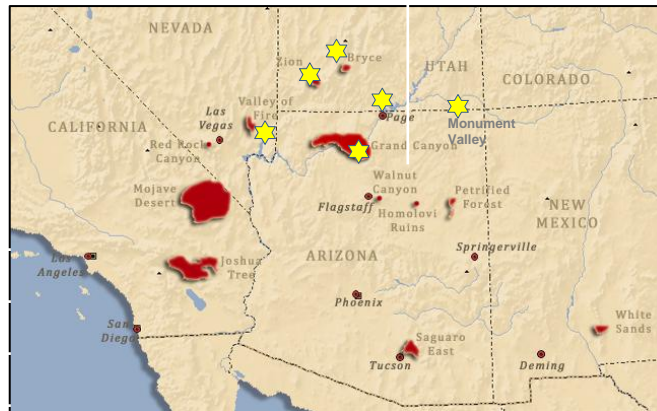 NEVADA
Zion
Bryce
UTAH
COLORADO
Las
Vegas
Valley of
Fire
Page
Monument
Valley
CALIFORNIA
Red Rock
Canyon
Grand Canyon
Mojave
Desert
Walnut
Canyon
Petrified
Forest
Flagstaff
Homolovi
Ruins
NEW
MEXICO
Los
Angeles
Joshua
Tree
ARIZONA
Springerville
Phoenix
San
Diego
White
Sands
Saguaro
East
Tucson
Deming